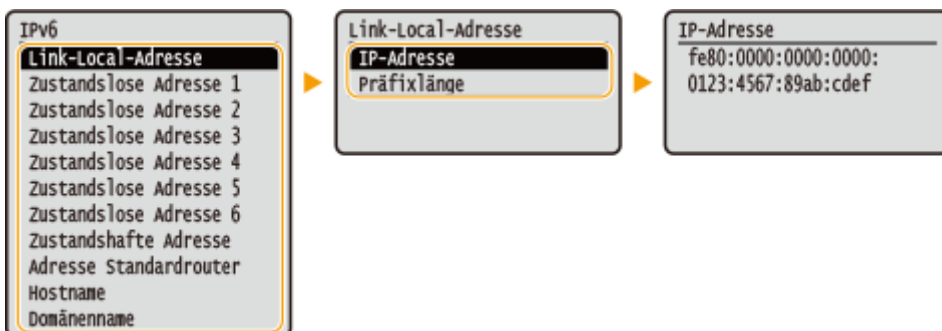 IPv6
Link-Local-Adresse
Zustandslose Adresse 1
Zustandslose Adresse 2
Zustandslose Adresse 3
Zustandslose Adresse 4
Zustandslose Adresse 5
Zustandslose Adresse 6
Zustandshafte Adresse
Adresse Standardrouter
Hostname
Domänenname
Link-Local-Adresse
IP-Adresse
Präfixlänge
IP-Adresse
fe80:0000:0000:0000:
0123:4567:89ab:cdef